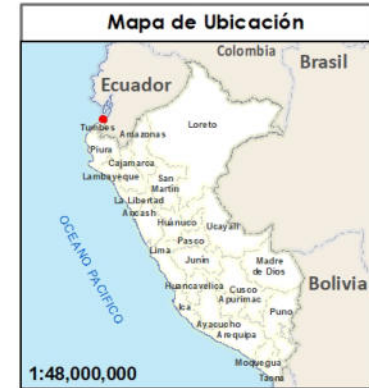 Mapa de Ubicación
Colombia
Brasil
Ecuador
Loreto
Tumbes
Amazonas
Piura
Cajamarca
Lambayeque
San
Martin
La Libertad
Ancash
Huánuco
Ucayali
Pasco
OCEANO PACIFICO
Lima
Junín
Madre
de Dios
Huancavelica
Cusco
Bolivia
Apurimac
Ica
Puno
Ayacucho
Arequipa
Moquegua
1:48,000,000
Tacna